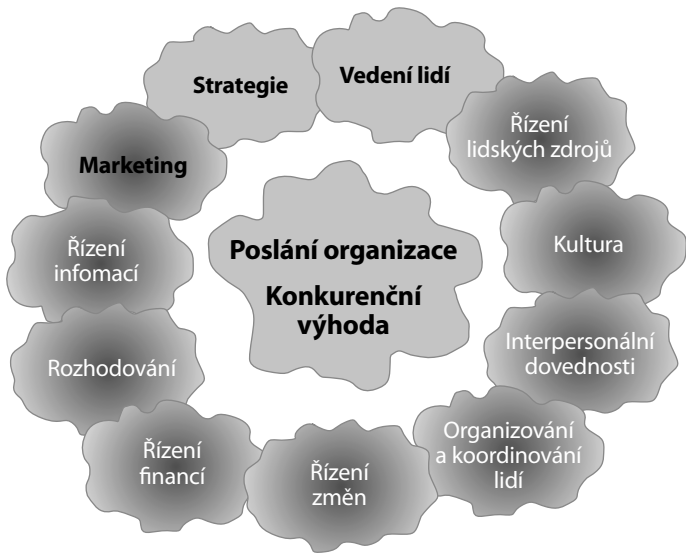 Strategie
Vedení lidí
Řízení
lidských zdrojů
Marketing
Kultura
Řízení
infomací
Poslání organizace
Konkurenční
výhoda
Interpersonální
dovednosti
Rozhodování
Organizování
a koordinování
lidí
Řízení
financí
Řízení
změn